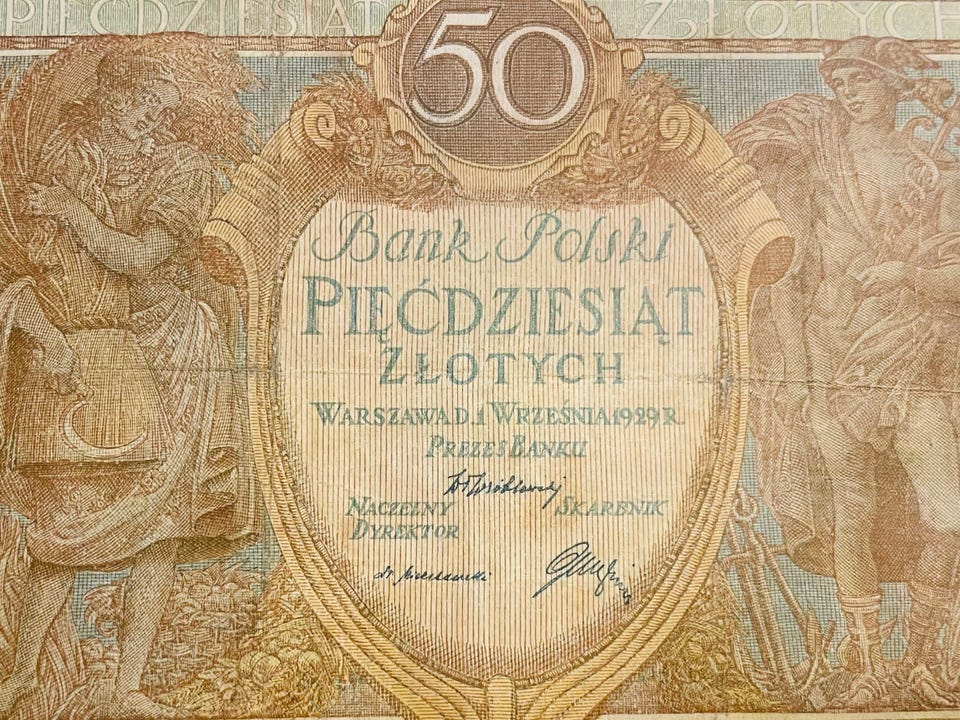 PIĘĆDZIESIĄT ZŁOTYCH
50
Bank Polski
PIĘĆDZIESIĄT
ZŁOTYCH
WARSZAWA D. 1 WRZEŚNIA 1929 R.
PREZES BANKU
NACZELNY SKARBNIK
DYREKTOR